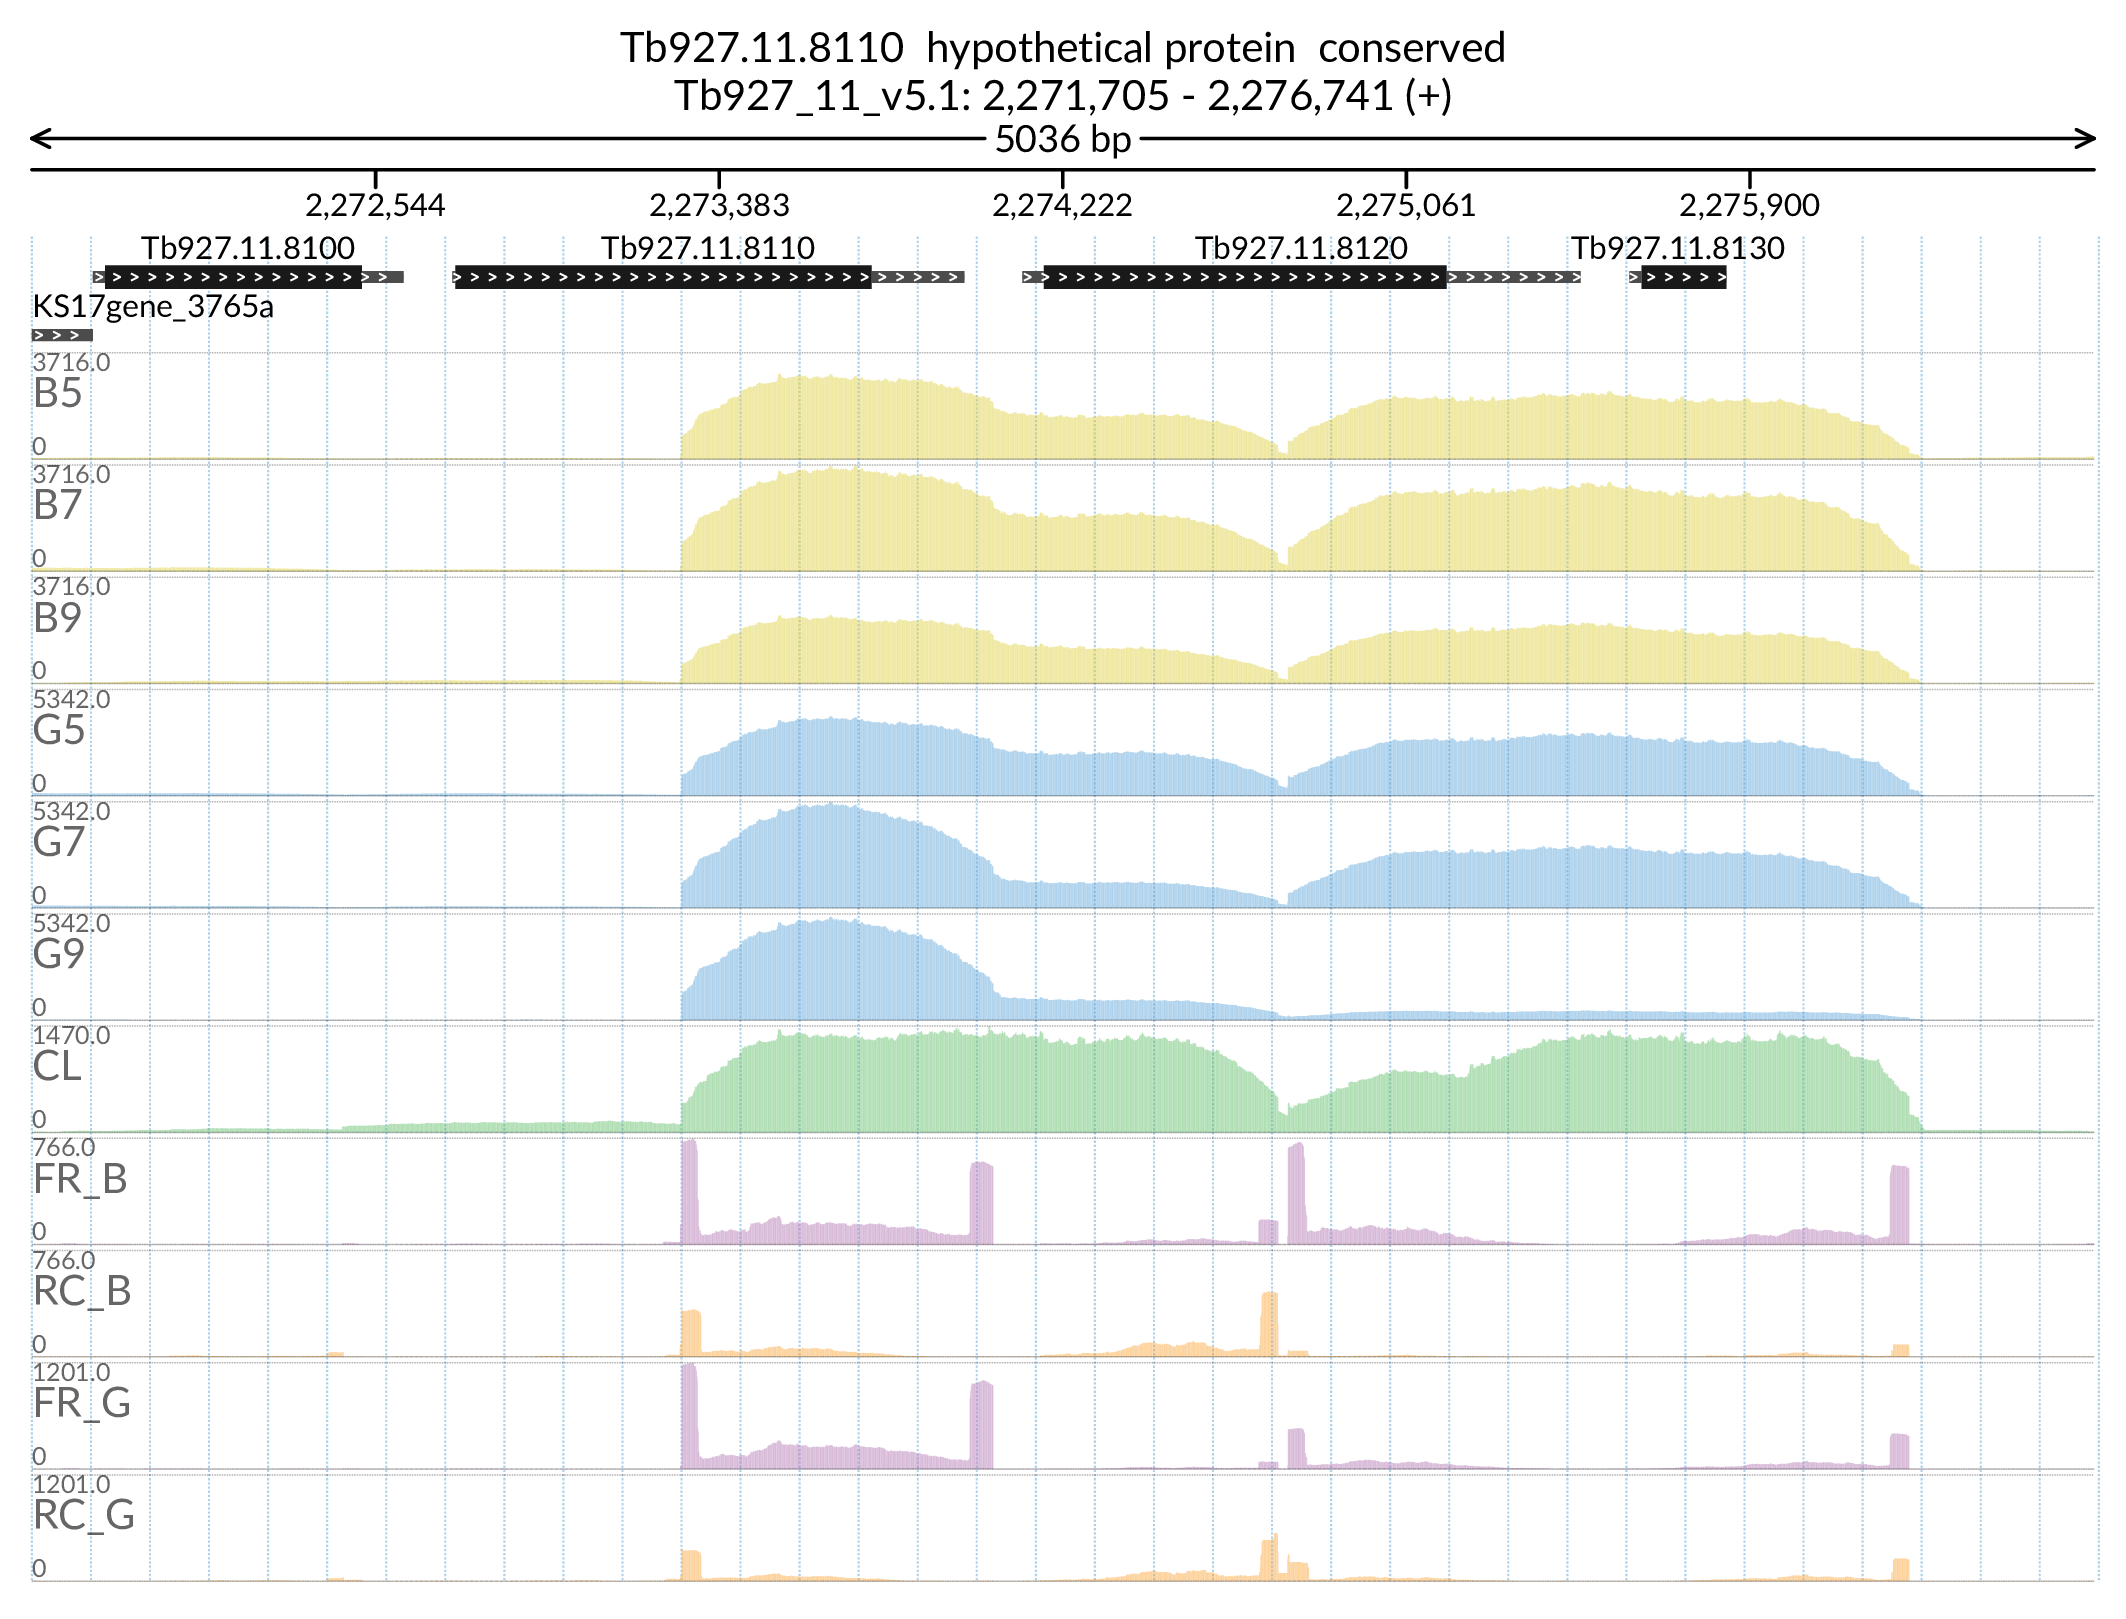 Tb927.11.8110 hypothetical protein conserved
Tb927_11_v5.1: 2,271,705 - 2,276,741 (+)
5036 bp
2,272,544 2,273,383 2,274,222 2,275,061 2,275,900
Tb927.11.8100 Tb927.11.8110 Tb927.11.8120 Tb927.11.8130
KS17gene_3765a
3716.0
B5
0
3716.0
B7
0
3716.0
B9
0
5342.0
G5
0
5342.0
G7
0
5342.0
G9
0
1470.0
CL
0
766.0
FR_B
0
766.0
RC_B
0
1201.0
FR_G
0
1201.0
RC_G
0